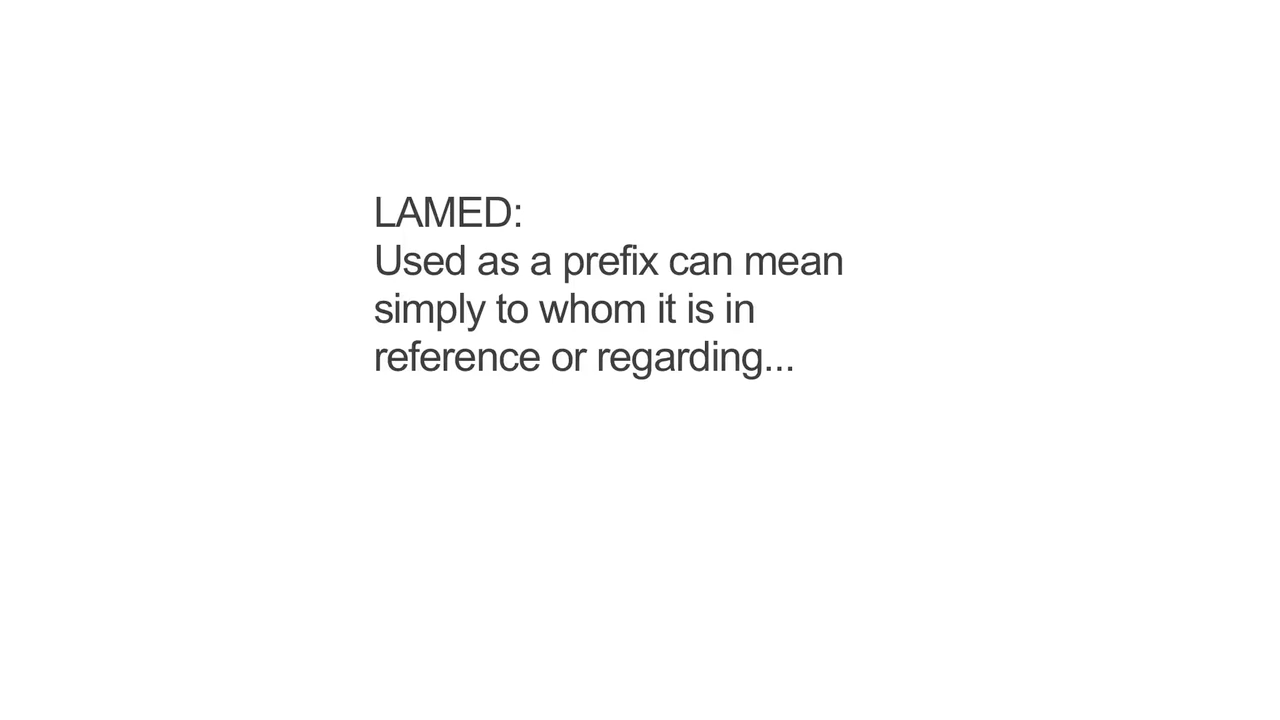 LAMED:
Used as a prefix can mean
simply to whom it is in
reference or regarding...